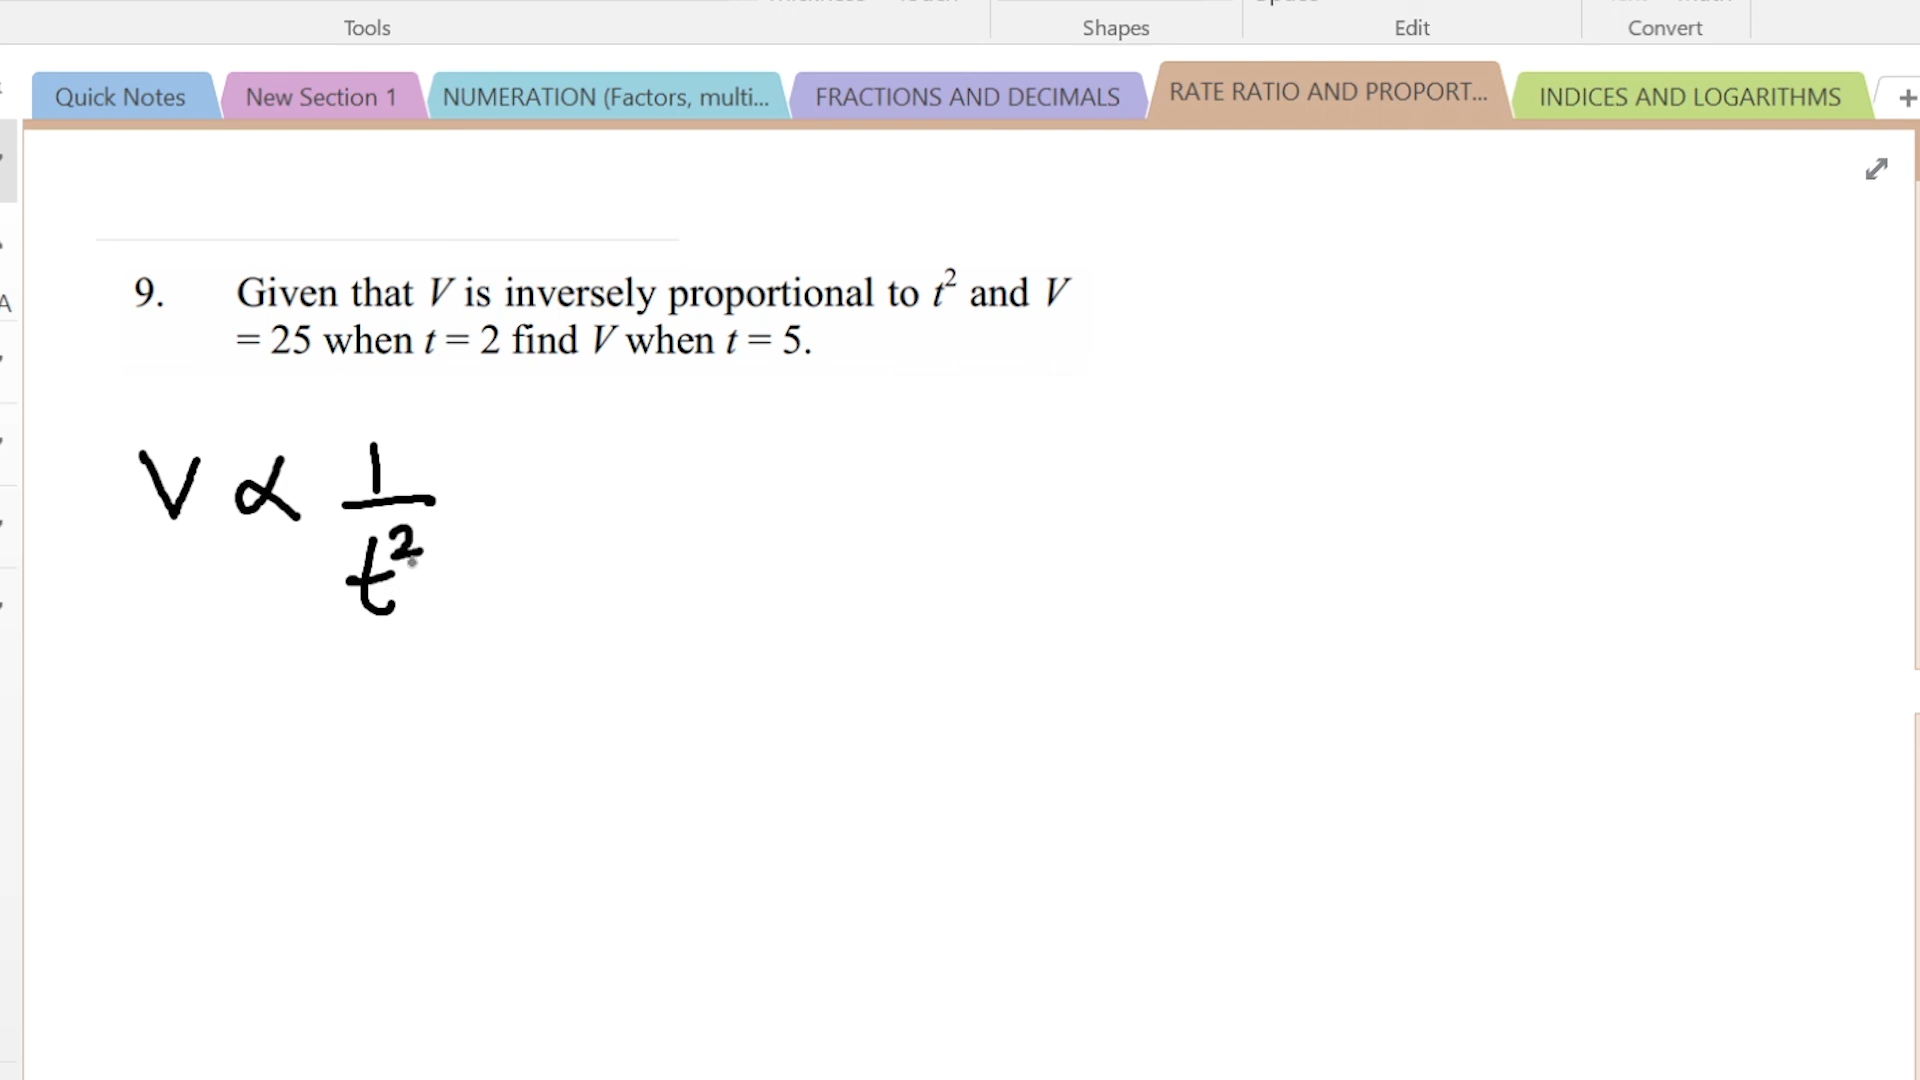 Tools Shapes Edit Convert
Quick Notes New Section 1 NUMERATION (Factors, multi... FRACTIONS AND DECIMALS RATE RATIO AND PROPORT... INDICES AND LOGARITHMS +
9. Given that V is inversely proportional to t² and V
= 25 when t = 2 find V when t = 5.
V ∝ 1
t²